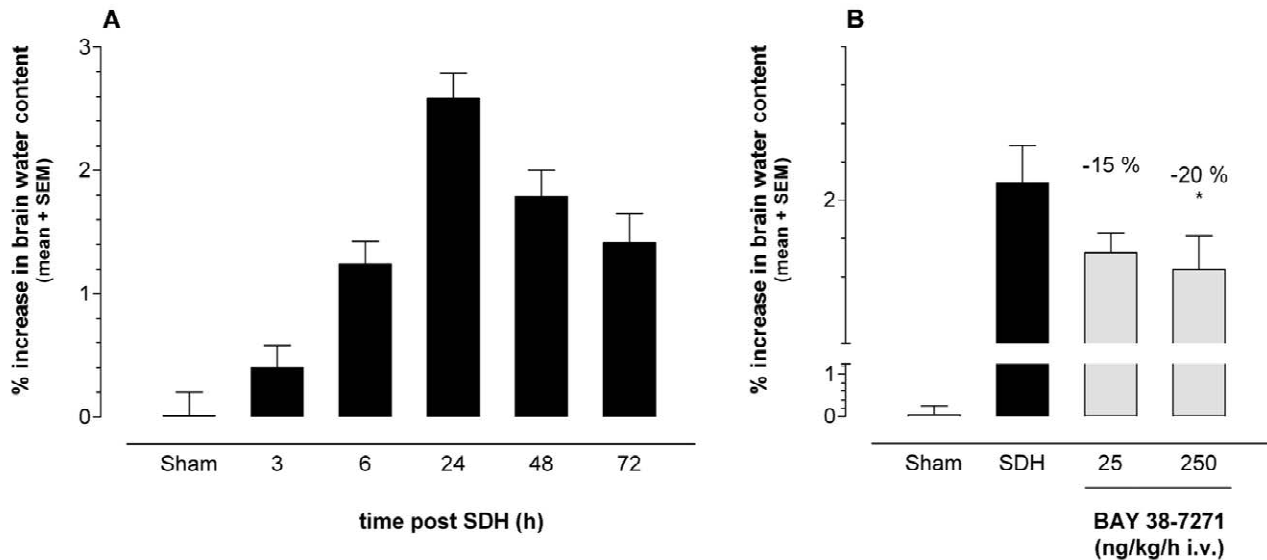 A
% increase in brain water content
(mean + SEM)
3
2
1
0
Sham 3 6 24 48 72
time post SDH (h)
B
% increase in brain water content
(mean + SEM)
2
1
0
-15 %
-20 %
*
Sham SDH 25 250
BAY 38-7271
(ng/kg/h i.v.)